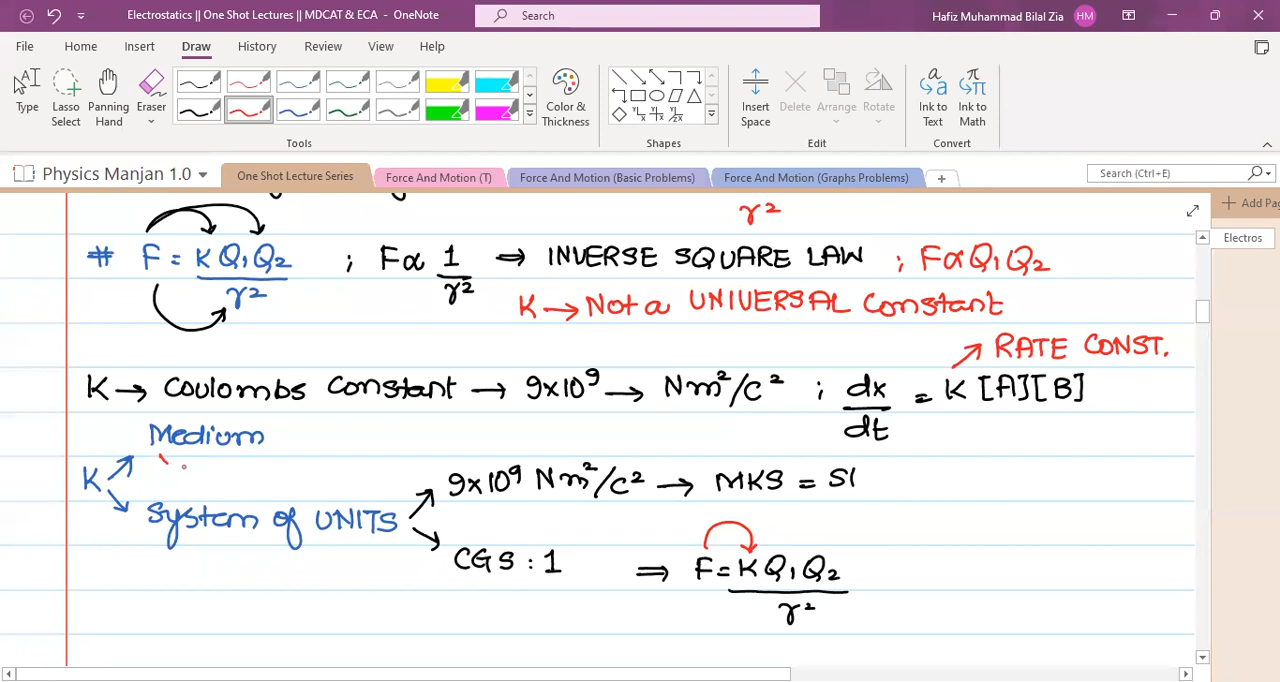 Electrostatics || One Shot Lectures || MDCAT & ECA - OneNote
Search
Hafiz Muhammad Bilal Zia HM
File Home Insert Draw History Review View Help
Type Lasso Select Panning Hand Eraser Color & Thickness Insert Space Delete Arrange Rotate Ink to Text Ink to Math
Tools Shapes Edit Convert
Physics Manjan 1.0 One Shot Lecture Series Force And Motion (T) Force And Motion (Basic Problems) Force And Motion (Graphs Problems) + Search (Ctrl+E)
Add Pag
Electros
r²
# F = KQ₁Q₂/r² ; F∝ 1/r² ⇒ INVERSE SQUARE LAW ; F∝Q₁Q₂
K → Not a UNIVERSAL Constant
RATE CONST.
K → Coulombs Constant → 9x10⁹ → Nm²/C² ; dx/dt = K [A][B]
Medium
K
9x10⁹ Nm²/C² → MKS = SI
System of UNITS
CGS : 1 ⇒ F=KQ₁Q₂/r²